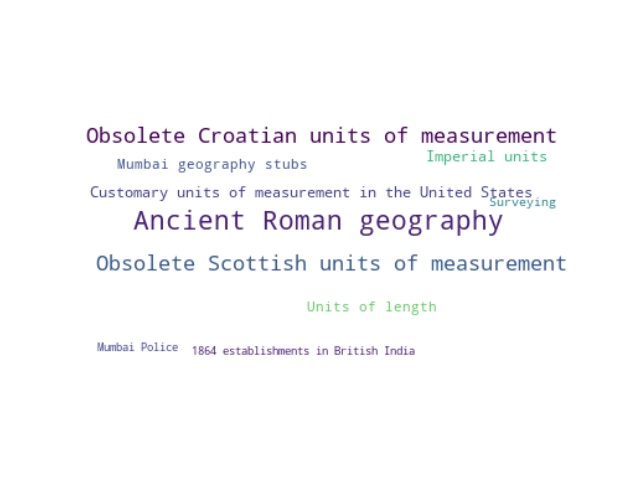 Obsolete Croatian units of measurement
Imperial units
Mumbai geography stubs
Customary units of measurement in the United States
Surveying
Ancient Roman geography
Obsolete Scottish units of measurement
Units of length
Mumbai Police
1864 establishments in British India